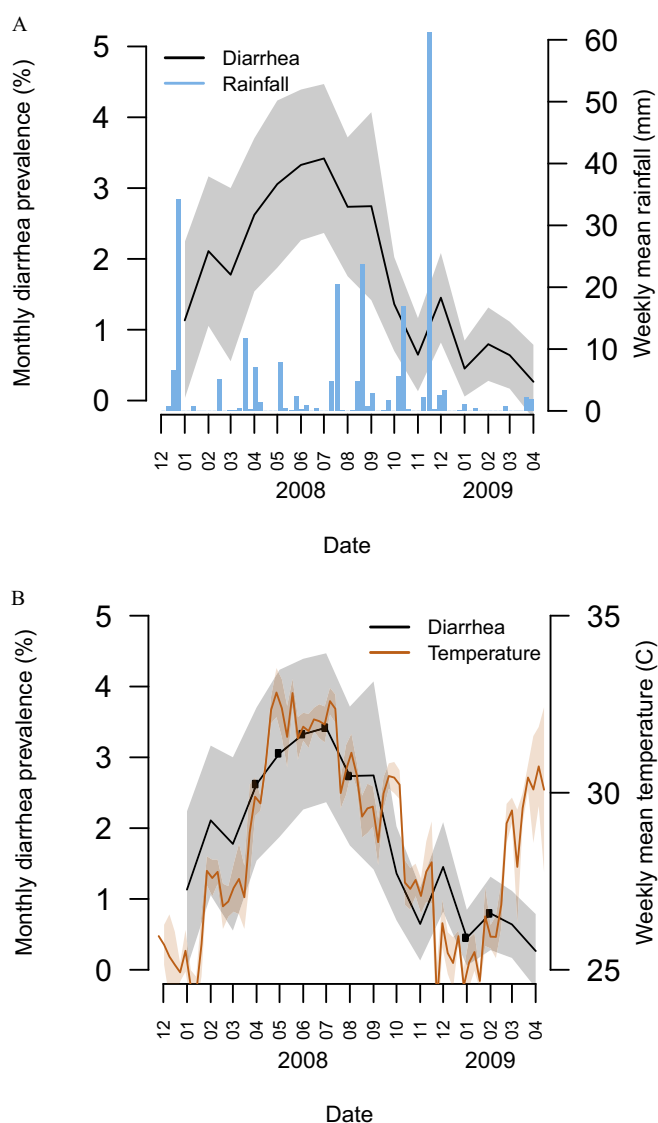 A
Monthly diarrhea prevalence (%)
5
4
3
2
1
0
Diarrhea
Rainfall
60
50
40
30
20
10
0
Weekly mean rainfall (mm)
12 01 02 03 04 05 06 07 08 09 10 11 12 01 02 03 04
2008 2009
Date
B
Monthly diarrhea prevalence (%)
5
4
3
2
1
0
Diarrhea
Temperature
35
30
25
Weekly mean temperature (C)
12 01 02 03 04 05 06 07 08 09 10 11 12 01 02 03 04
2008 2009
Date